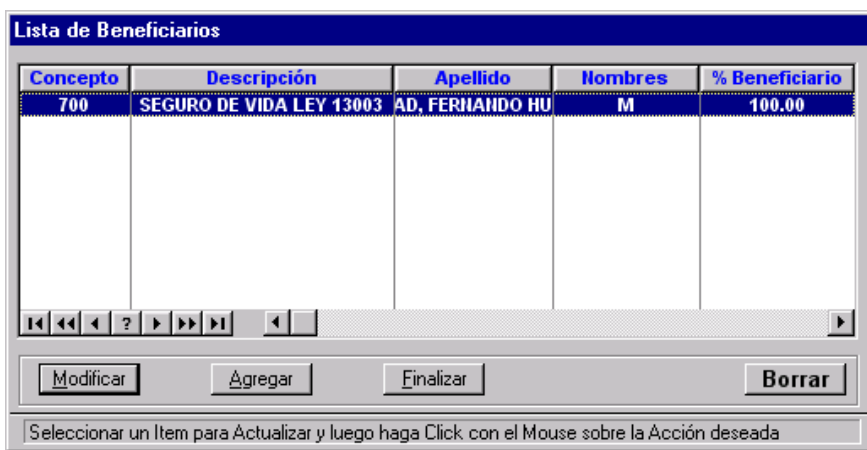 Lista de Beneficiarios
Concepto Descripción Apellido Nombres % Beneficiario
700 SEGURO DE VIDA LEY 13003 AD, FERNANDO HU M 100.00
?
Modificar Agregar Finalizar Borrar
Seleccionar un Item para Actualizar y luego haga Click con el Mouse sobre la Acción deseada